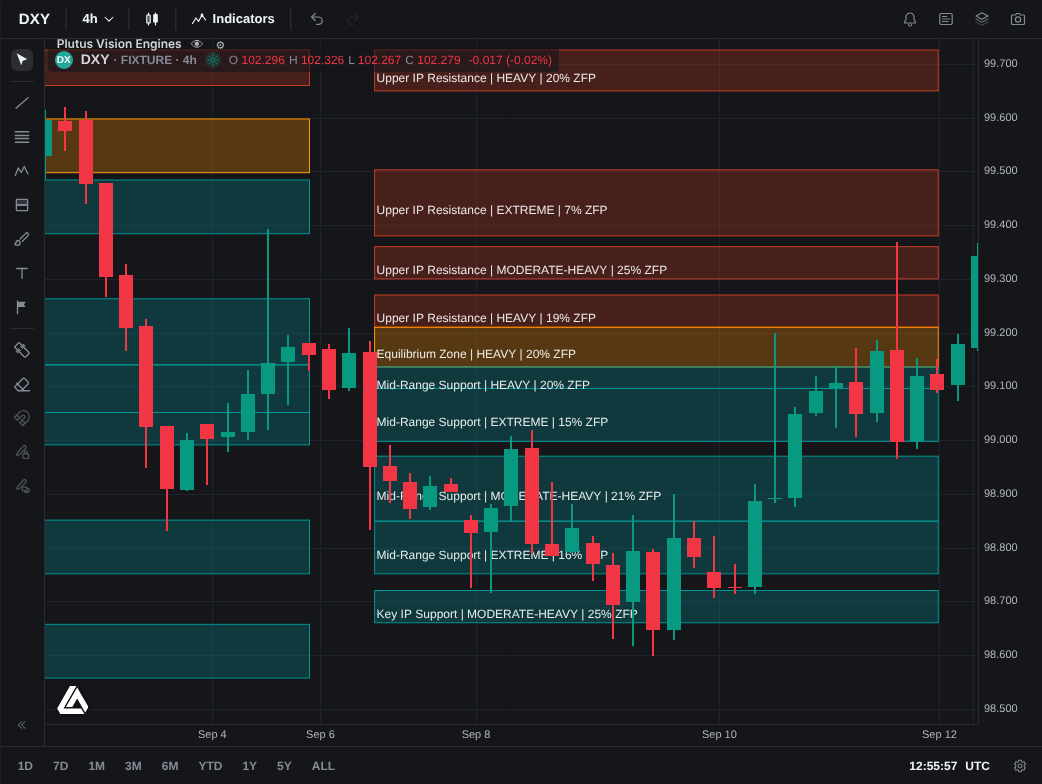 DXY 4h Indicators
Plutus Vision Engines
DX DXY · FIXTURE · 4h O 102.296 H 102.326 L 102.267 C 102.279 -0.017 (-0.02%)
Upper IP Resistance | HEAVY | 20% ZFP
Upper IP Resistance | EXTREME | 7% ZFP
Upper IP Resistance | MODERATE-HEAVY | 25% ZFP
Upper IP Resistance | HEAVY | 19% ZFP
Equilibrium Zone | HEAVY | 20% ZFP
Mid-Range Support | HEAVY | 20% ZFP
Mid-Range Support | EXTREME | 15% ZFP
Mid-Range Support | MODERATE-HEAVY | 21% ZFP
Mid-Range Support | EXTREME | 16% ZFP
Key IP Support | MODERATE-HEAVY | 25% ZFP
99.700
99.600
99.500
99.400
99.300
99.200
99.100
99.000
98.900
98.800
98.700
98.600
98.500
Sep 4 Sep 6 Sep 8 Sep 10 Sep 12
1D 7D 1M 3M 6M YTD 1Y 5Y ALL 12:55:57 UTC